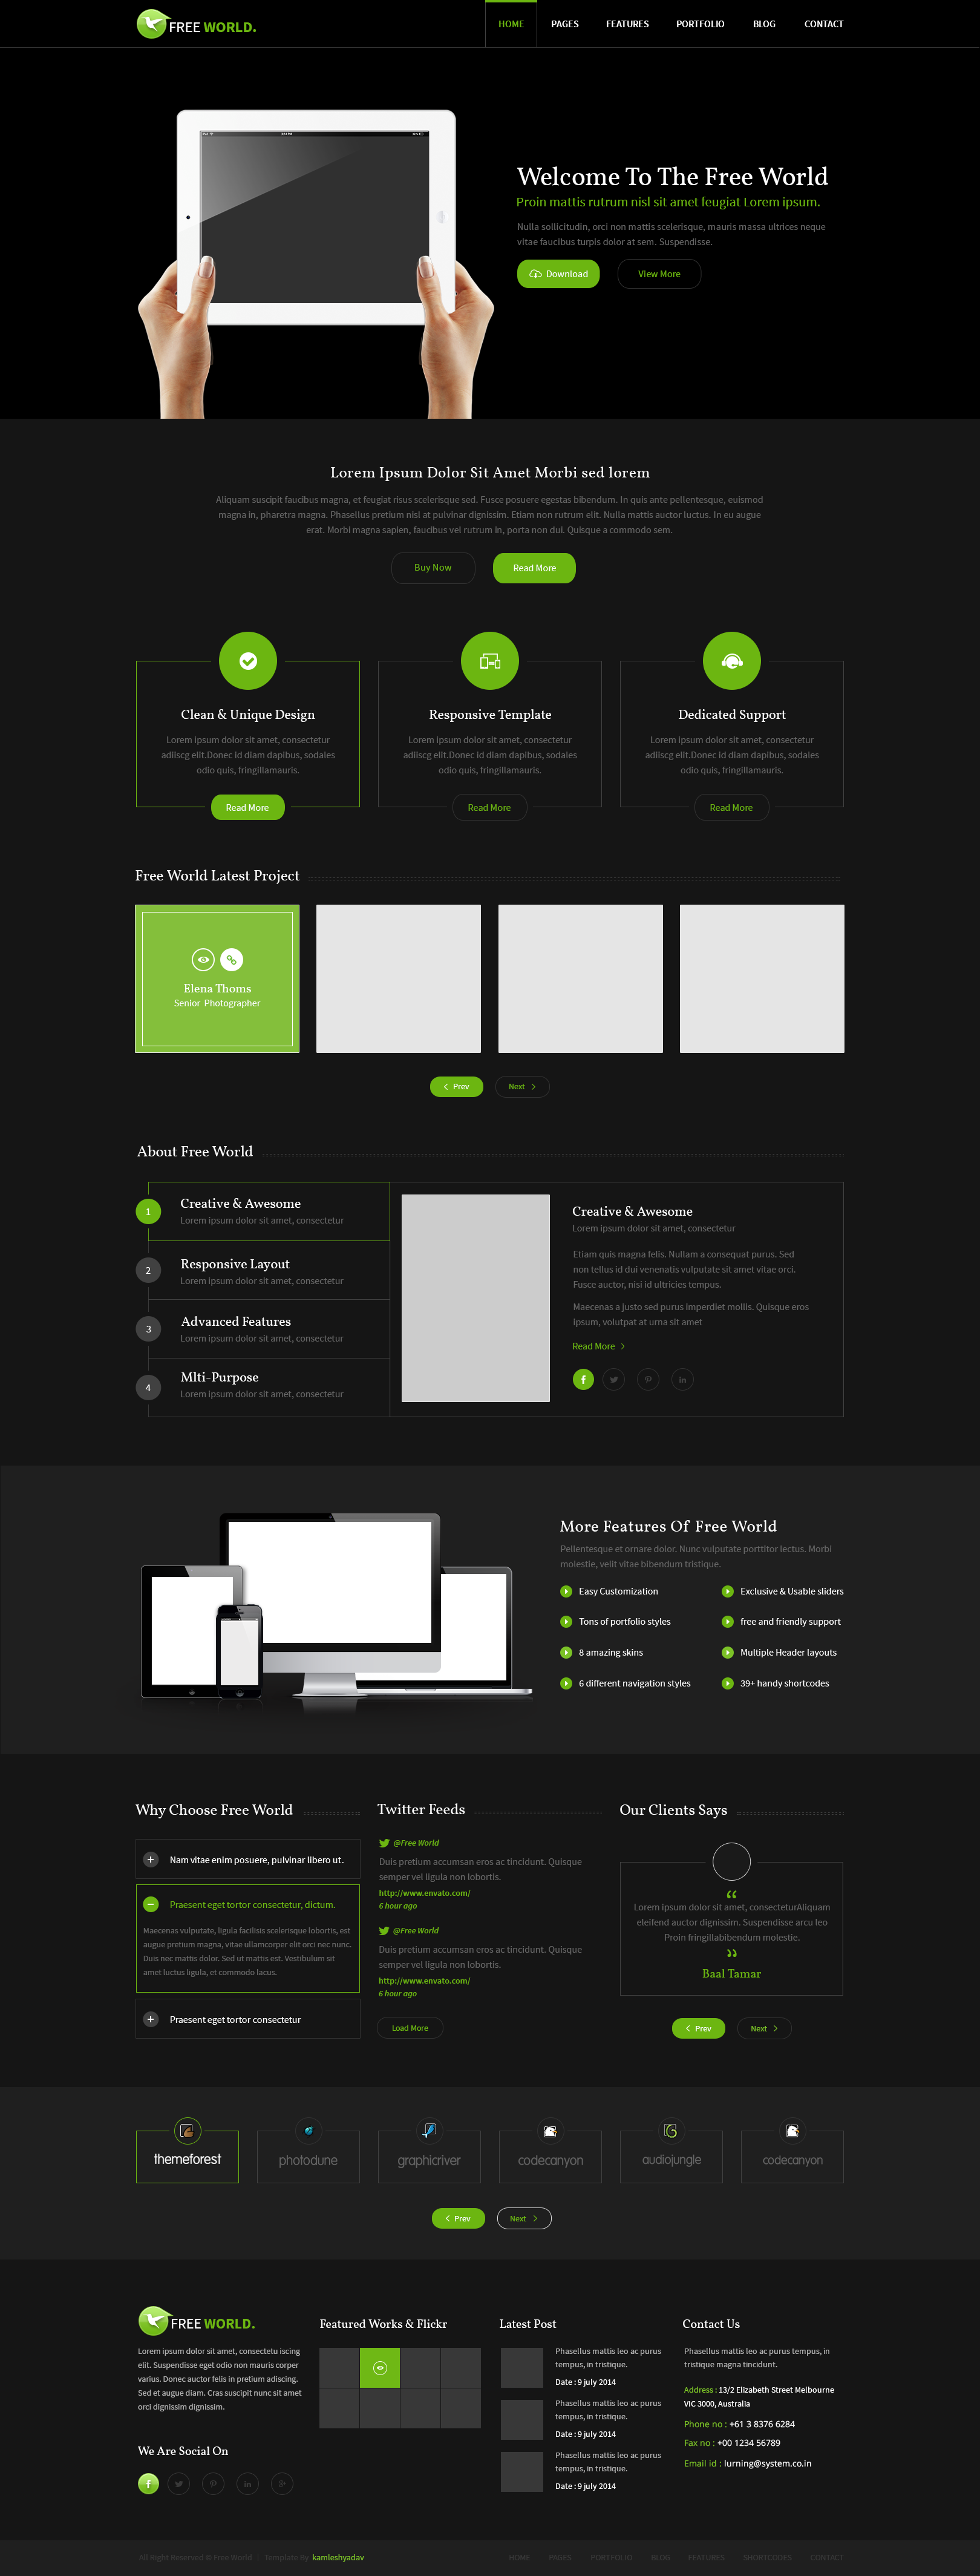 FREE WORLD.
HOME PAGES FEATURES PORTFOLIO BLOG CONTACT
Welcome To The Free World
Proin mattis rutrum nisl sit amet feugiat Lorem ipsum.
Nulla sollicitudin, orci non mattis scelerisque, mauris massa ultrices neque
vitae faucibus turpis dolor at sem. Suspendisse.
Download View More
Lorem Ipsum Dolor Sit Amet Morbi sed lorem
Aliquam suscipit faucibus magna, et feugiat risus scelerisque sed. Fusce posuere egestas bibendum. In quis ante pellentesque, euismod
magna in, pharetra magna. Phasellus pretium nisl at pulvinar dignissim. Etiam non rutrum elit. Nulla mattis auctor luctus. In eu augue
erat. Morbi magna sapien, faucibus vel rutrum in, porta non dui. Quisque a commodo sem.
Buy Now Read More
Clean & Unique Design
Lorem ipsum dolor sit amet, consectetur
adiiscg elit.Donec id diam dapibus, sodales
odio quis, fringillamauris.
Read More
Responsive Template
Lorem ipsum dolor sit amet, consectetur
adiiscg elit.Donec id diam dapibus, sodales
odio quis, fringillamauris.
Read More
Dedicated Support
Lorem ipsum dolor sit amet, consectetur
adiiscg elit.Donec id diam dapibus, sodales
odio quis, fringillamauris.
Read More
Free World Latest Project
Elena Thoms
Senior Photographer
Prev Next
About Free World
1
Creative & Awesome
Lorem ipsum dolor sit amet, consectetur
2
Responsive Layout
Lorem ipsum dolor sit amet, consectetur
3
Advanced Features
Lorem ipsum dolor sit amet, consectetur
4
Mlti-Purpose
Lorem ipsum dolor sit amet, consectetur
Creative & Awesome
Lorem ipsum dolor sit amet, consectetur
Etiam quis magna felis. Nullam a consequat purus. Sed
non tellus id dui venenatis vulputate sit amet vitae orci.
Fusce auctor, nisi id ultricies tempus.
Maecenas a justo sed purus imperdiet mollis. Quisque eros
ipsum, volutpat at urna sit amet
Read More
More Features Of Free World
Pellentesque et ornare dolor. Nunc vulputate porttitor lectus. Morbi
molestie, velit vitae bibendum tristique.
Easy Customization Exclusive & Usable sliders
Tons of portfolio styles free and friendly support
8 amazing skins Multiple Header layouts
6 different navigation styles 39+ handy shortcodes
Why Choose Free World
Nam vitae enim posuere, pulvinar libero ut.
Praesent eget tortor consectetur, dictum.
Maecenas vulputate, ligula facilisis scelerisque lobortis, est
augue pretium magna, vitae ullamcorper elit orci nec nunc.
Duis nec mattis dolor. Sed ut mattis est. Vestibulum sit
amet luctus ligula, et commodo lacus.
Praesent eget tortor consectetur
Twitter Feeds
@Free World
Duis pretium accumsan eros ac tincidunt. Quisque
semper vel ligula non lobortis.
http://www.envato.com/
6 hour ago
@Free World
Duis pretium accumsan eros ac tincidunt. Quisque
semper vel ligula non lobortis.
http://www.envato.com/
6 hour ago
Load More
Our Clients Says
“
Lorem ipsum dolor sit amet, consecteturAliquam
eleifend auctor dignissim. Suspendisse arcu leo
Proin fringillabibendum molestie.
”
Baal Tamar
Prev Next
themeforest photodune graphicriver codecanyon audiojungle codecanyon
Prev Next
FREE WORLD.
Lorem ipsum dolor sit amet, consectetu iscing
elit. Suspendisse eget odio non mauris corper
varius. Donec auctor felis in pretium adiscing.
Sed et augue diam. Cras suscipit nunc sit amet
orci dignissim dignissim.
We Are Social On
Featured Works & Flickr
Latest Post
Phasellus mattis leo ac purus
tempus, in tristique.
Date : 9 july 2014
Phasellus mattis leo ac purus
tempus, in tristique.
Date : 9 july 2014
Phasellus mattis leo ac purus
tempus, in tristique.
Date : 9 july 2014
Contact Us
Phasellus mattis leo ac purus tempus, in
tristique magna tincidunt.
Address : 13/2 Elizabeth Street Melbourne
VIC 3000, Australia
Phone no : +61 3 8376 6284
Fax no : +00 1234 56789
Email id : lurning@system.co.in
All Right Reserved © Free World | Template By kamleshyadav
HOME PAGES PORTFOLIO BLOG FEATURES SHORTCODES CONTACT